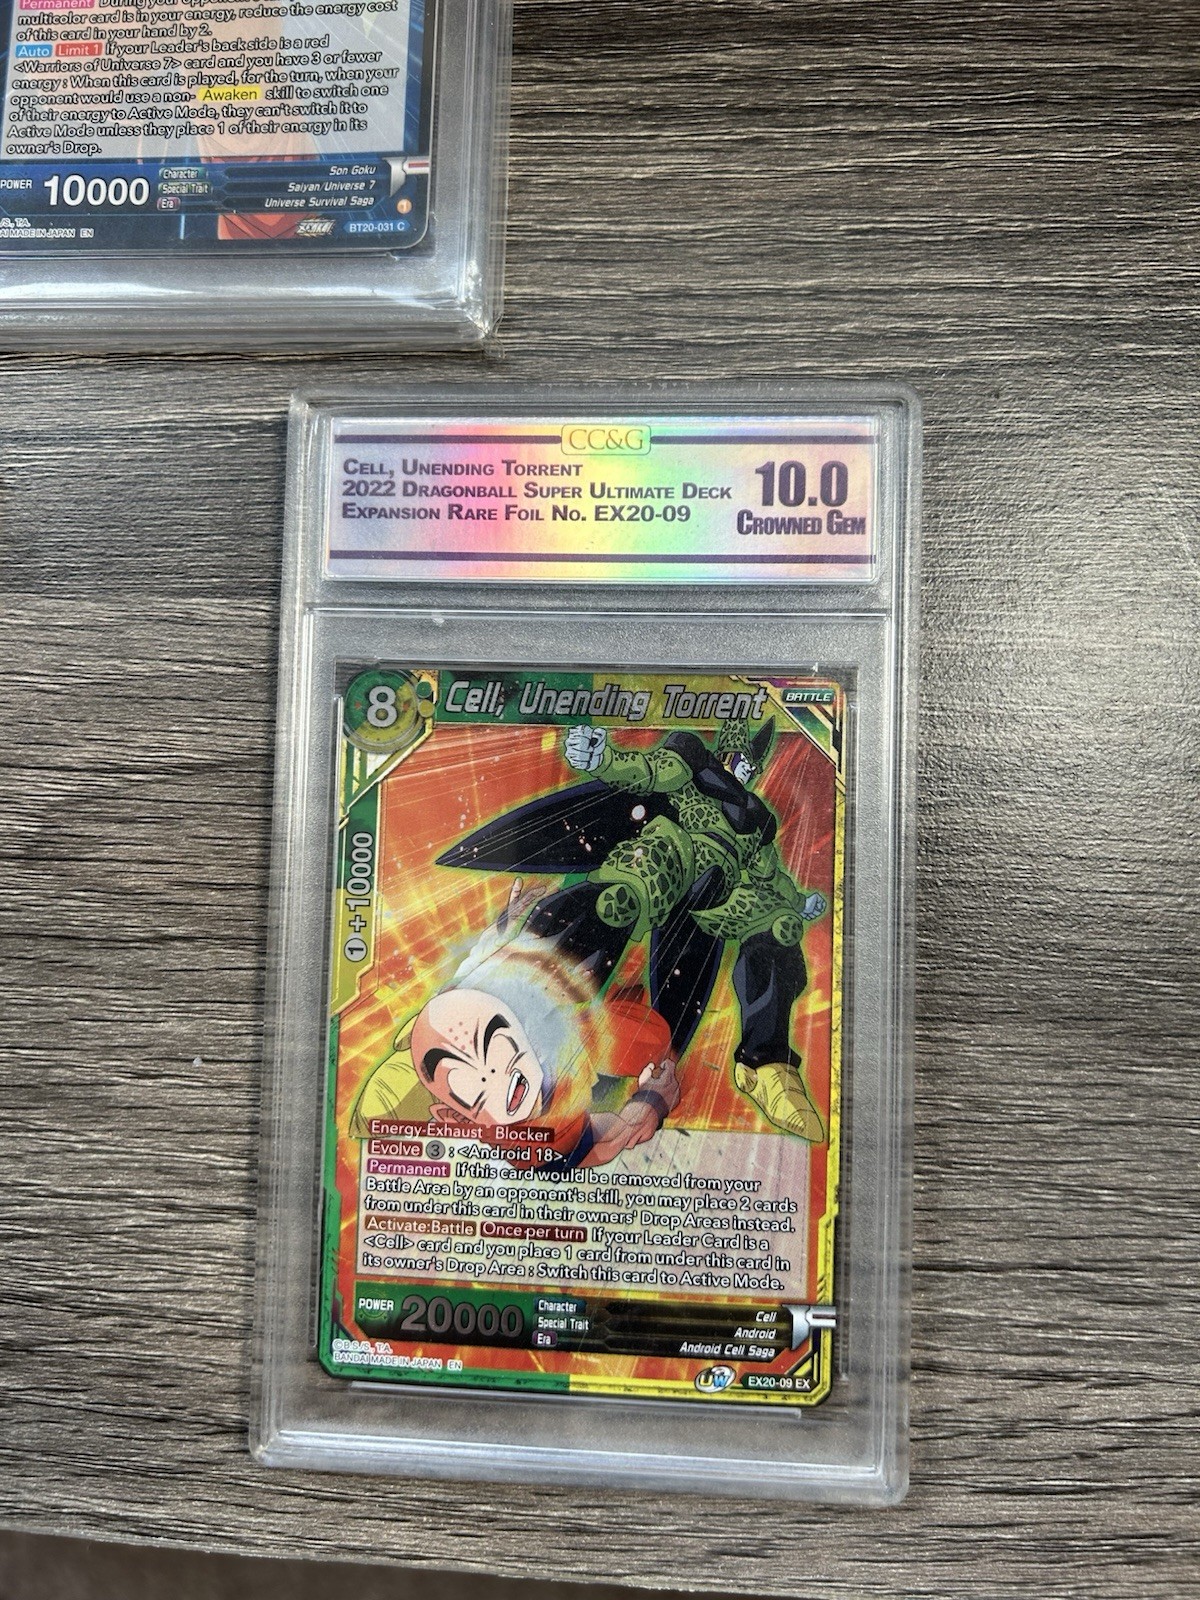 Permanent
multicolor card is in your energy, reduce the energy cost
of this card in your hand by 2.
Auto Limit 1 If your Leader's back side is a red
<Warriors of Universe 7> card and you have 3 or fewer
energy : When this card is played, for the turn, when your
opponent would use a non- Awaken skill to switch one
of their energy to Active Mode, they can't switch it to
Active Mode unless they place 1 of their energy in its
owner's Drop.
POWER 10000
Character Son Goku
Special Trait Saiyan/Universe 7
Era Universe Survival Saga
MADE IN JAPAN EN
BT20-031 C
CC&G
Cell, Unending Torrent
2022 Dragonball Super Ultimate Deck
Expansion Rare Foil No. EX20-09
10.0
Crowned Gem
8
Cell, Unending Torrent
BATTLE
1 +10000
Energy-Exhaust Blocker
Evolve 3 : <Android 18>.
Permanent If this card would be removed from your
Battle Area by an opponent's skill, you may place 2 cards
from under this card in their owners' Drop Areas instead.
Activate:Battle Once per turn If your Leader Card is a
<Cell> card and you place 1 card from under this card in
its owner's Drop Area : Switch this card to Active Mode.
POWER 20000
Character Cell
Special Trait Android
Era Android Cell Saga
©B.S./S., T.A.
BANDAI MADE IN JAPAN EN
UW
EX20-09 EX